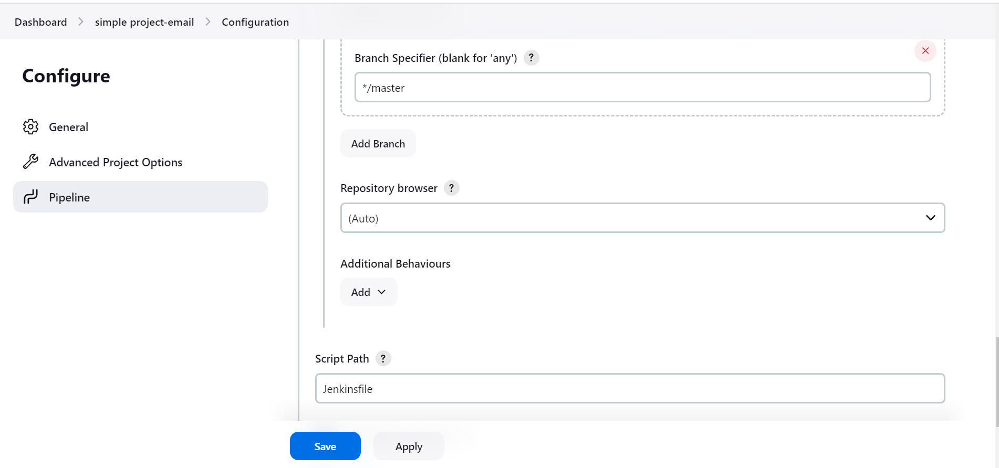 Dashboard
simple project-email
Configuration
Configure
General
Advanced Project Options
Pipeline
Branch Specifier (blank for 'any') ?
*/master
Add Branch
Repository browser ?
(Auto)
Additional Behaviours
Add
Script Path ?
Jenkinsfile
Save
Apply